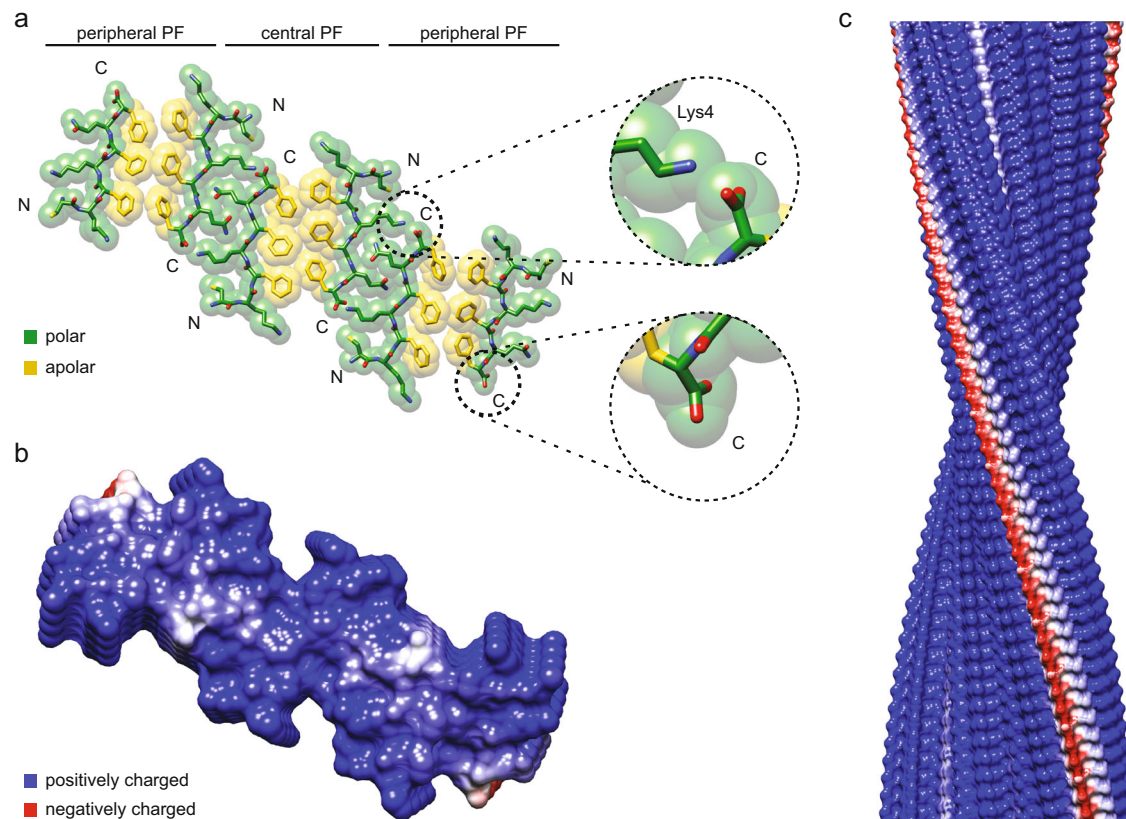 a
peripheral PF central PF peripheral PF
C
N
C
N
N
C
N
C
N
C
N
N
C
Lys4
C
C
polar
apolar
b
positively charged
negatively charged
c